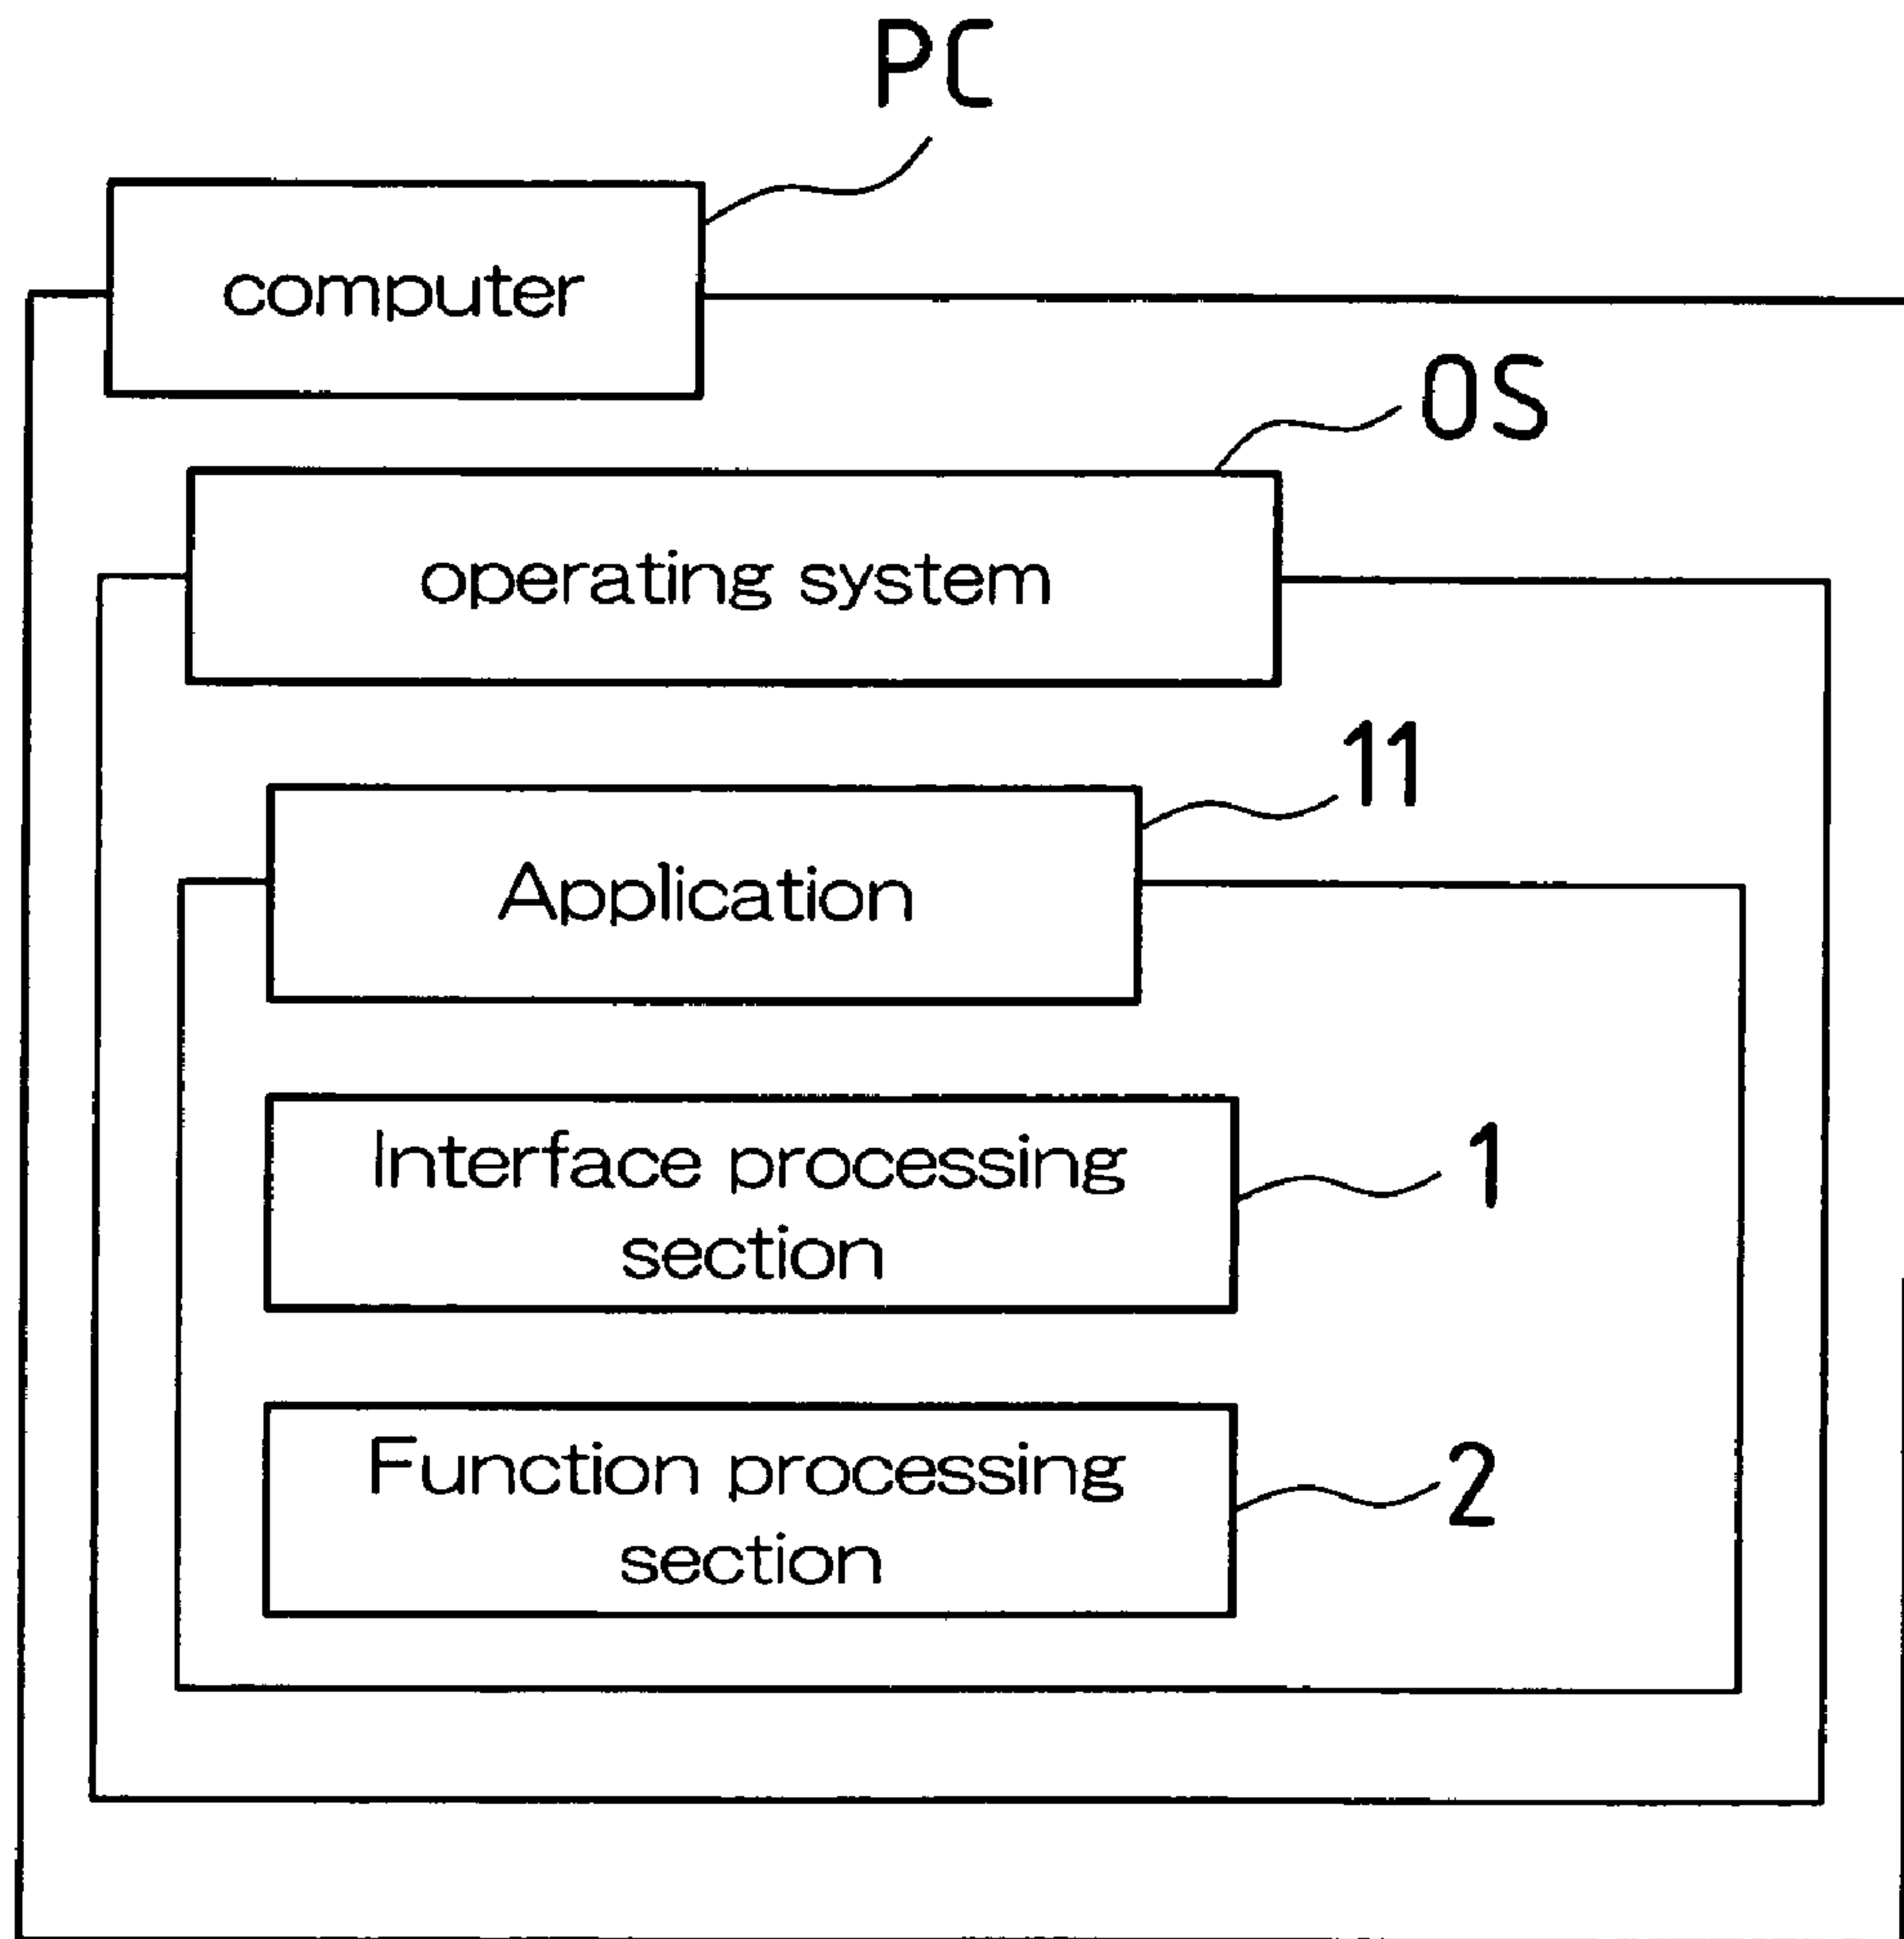 PC
computer
OS
operating system
11
Application
Interface processing
section
1
Function processing
section
2